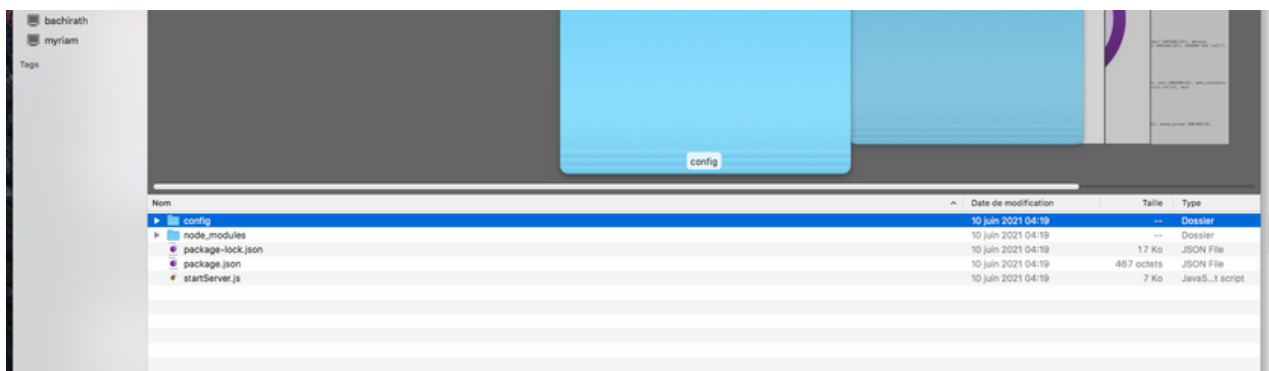 bachirath
myriam
Tags
config
Nom Date de modification Taille Type
config 10 juin 2021 04:19 -- Dossier
node_modules 10 juin 2021 04:19 -- Dossier
package-lock.json 10 juin 2021 04:19 17 Ko JSON File
package.json 10 juin 2021 04:19 467 octets JSON File
startServer.js 10 juin 2021 04:19 7 Ko JavaS...t script